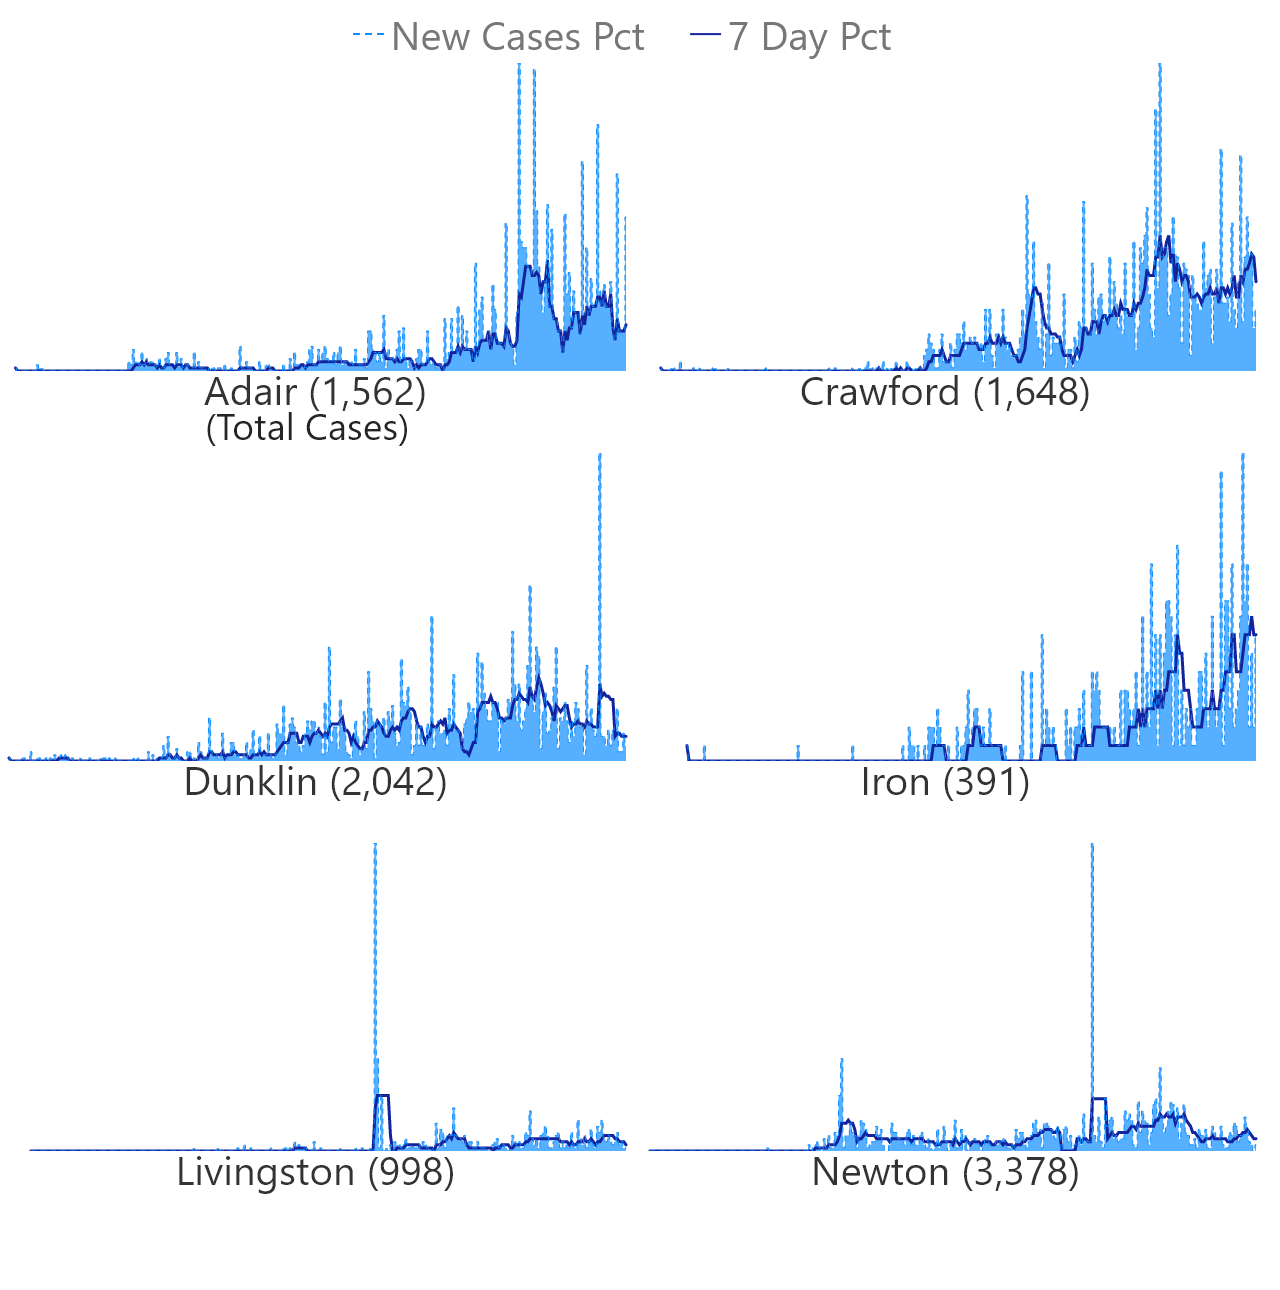 New Cases Pct 7 Day Pct
Adair (1,562) Crawford (1,648)
(Total Cases)
Dunklin (2,042) Iron (391)
Livingston (998) Newton (3,378)